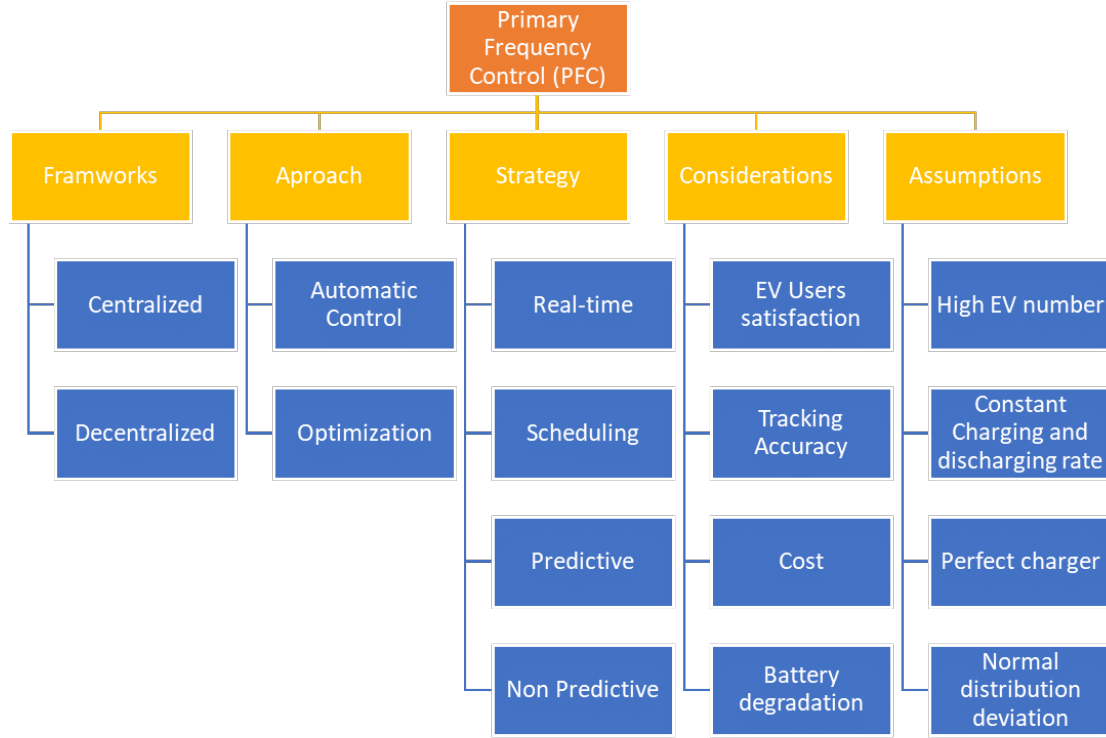 Primary
Frequency
Control (PFC)
Framworks
Aproach
Strategy
Considerations
Assumptions
Centralized
Automatic
Control
Real-time
EV Users
satisfaction
High EV number
Decentralized
Optimization
Scheduling
Tracking
Accuracy
Constant
Charging and
discharging rate
Predictive
Cost
Perfect charger
Non Predictive
Battery
degradation
Normal
distribution
deviation